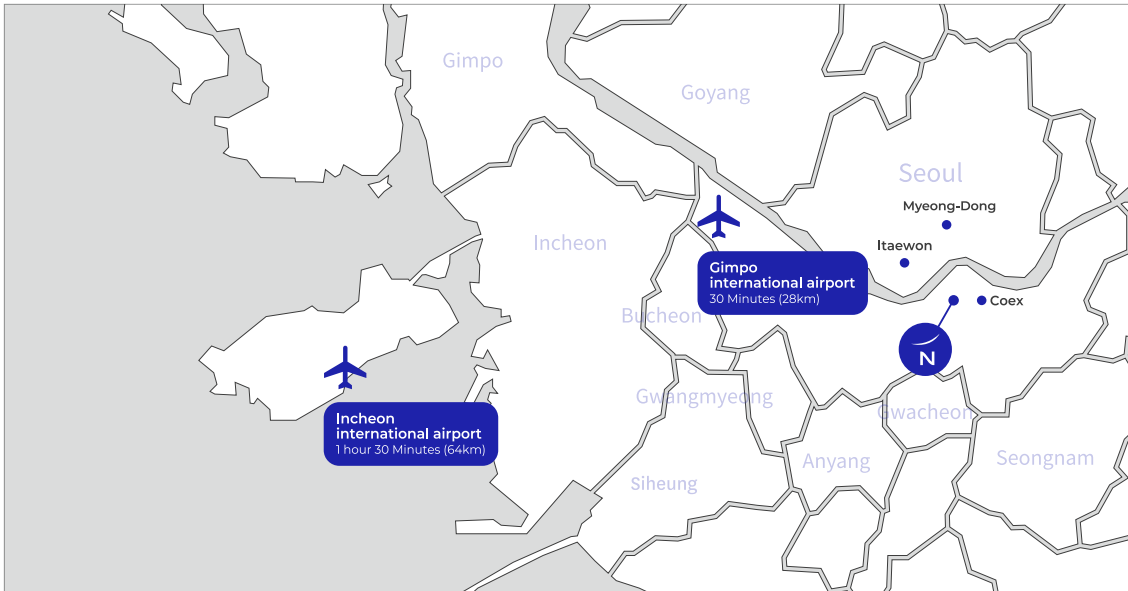 Gimpo
Goyang
Seoul
Myeong-Dong
Incheon
Itaewon
Gimpo
international airport
30 Minutes (28km)
Coex
Bucheon
N
Gwangmyeong
Gwacheon
Incheon
international airport
1 hour 30 Minutes (64km)
Anyang
Seongnam
Siheung